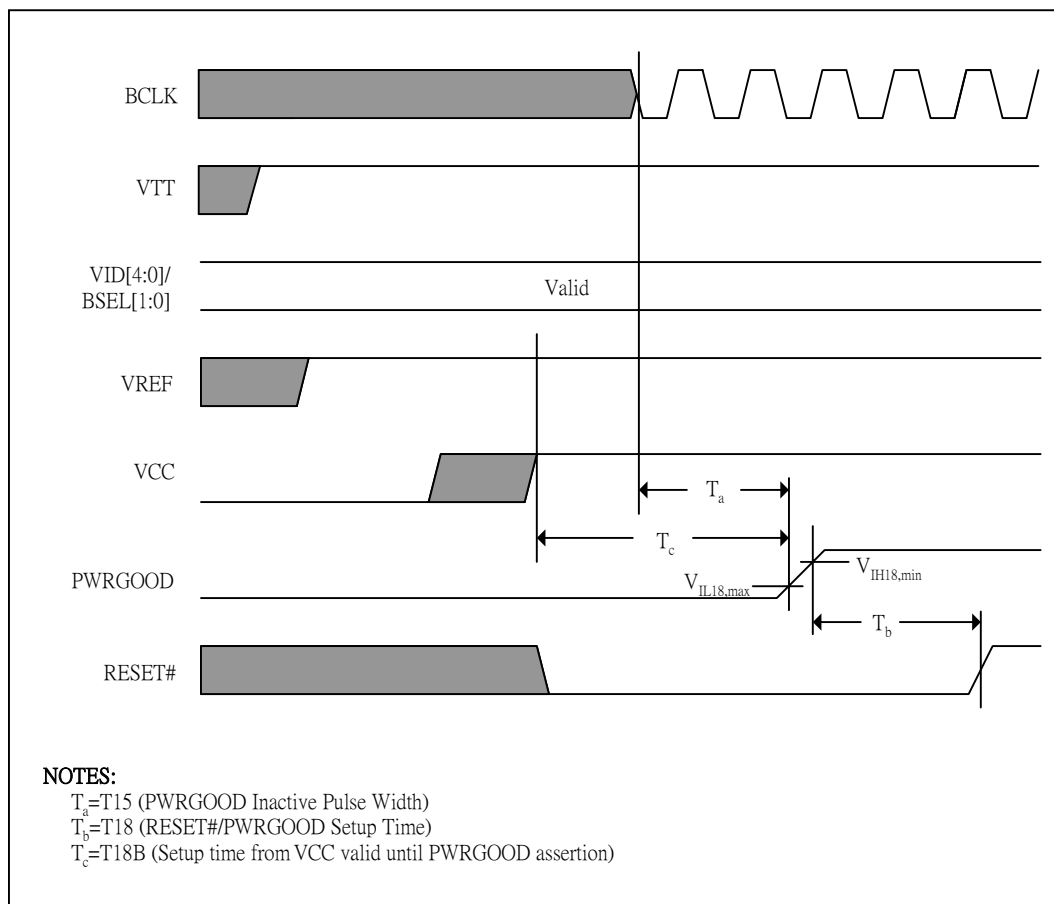 BCLK
VTT
VID[4:0]/
BSEL[1:0]
Valid
VREF
VCC
Ta
Tc
PWRGOOD
VIL18,max
VIH18,min
Tb
RESET#
NOTES:
Ta=T15 (PWRGOOD Inactive Pulse Width)
Tb=T18 (RESET#/PWRGOOD Setup Time)
Tc=T18B (Setup time from VCC valid until PWRGOOD assertion)